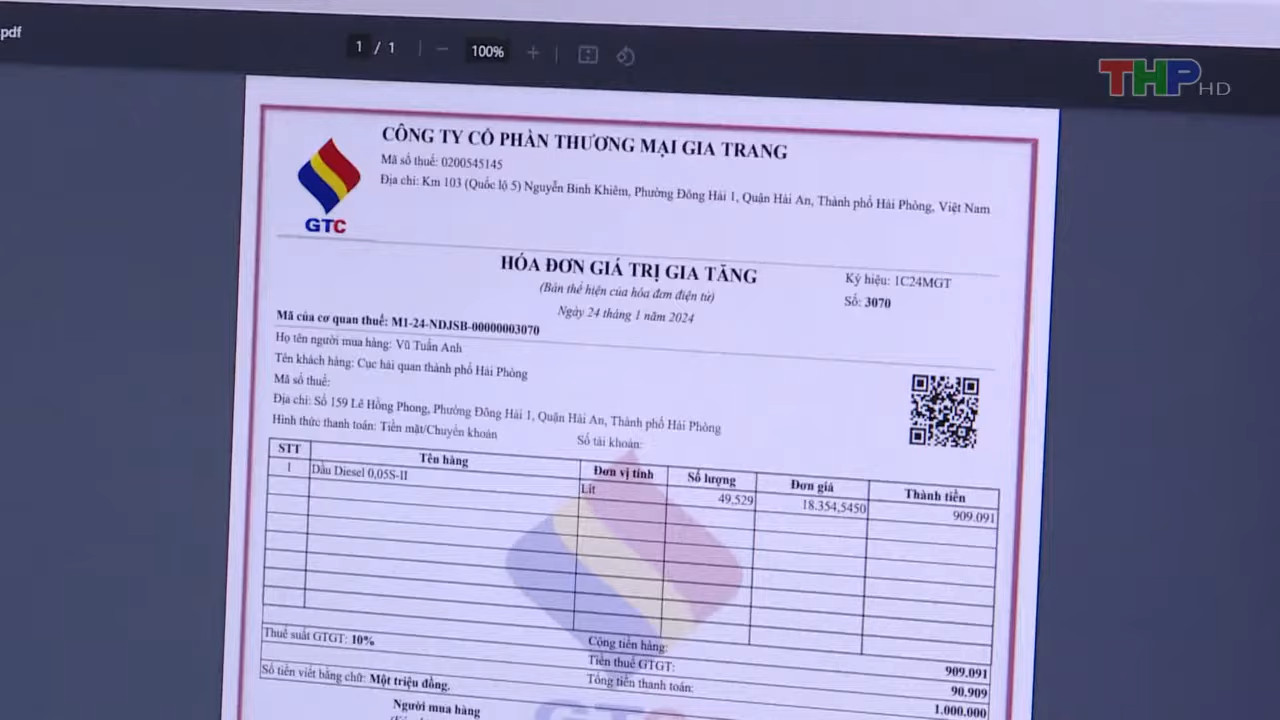 .pdf
1 / 1 | − 100% + |
THP HD
CÔNG TY CỔ PHẦN THƯƠNG MẠI GIA TRANG
Mã số thuế: 0200545145
Địa chỉ: Km 103 (Quốc lộ 5) Nguyễn Bỉnh Khiêm, Phường Đông Hải 1, Quận Hải An, Thành phố Hải Phòng, Việt Nam
GTC
HÓA ĐƠN GIÁ TRỊ GIA TĂNG
(Bản thể hiện của hóa đơn điện tử)
Ngày 24 tháng 1 năm 2024
Ký hiệu: 1C24MGT
Số: 3070
Mã của cơ quan thuế: M1-24-NDJSB-00000003070
Họ tên người mua hàng: Vũ Tuấn Anh
Tên khách hàng: Cục hải quan thành phố Hải Phòng
Mã số thuế:
Địa chỉ: Số 159 Lê Hồng Phong, Phường Đông Hải 1, Quận Hải An, Thành phố Hải Phòng
Hình thức thanh toán: Tiền mặt/Chuyển khoản Số tài khoản:
STT Tên hàng Đơn vị tính Số lượng Đơn giá Thành tiền
1 Dầu Diesel 0,05S-II Lít 49,529 18.354,5450 909.091
Cộng tiền hàng: 909.091
Thuế suất GTGT: 10% Tiền thuế GTGT: 90.909
Tổng tiền thanh toán: 1.000.000
Số tiền viết bằng chữ: Một triệu đồng.
Người mua hàng
GTC